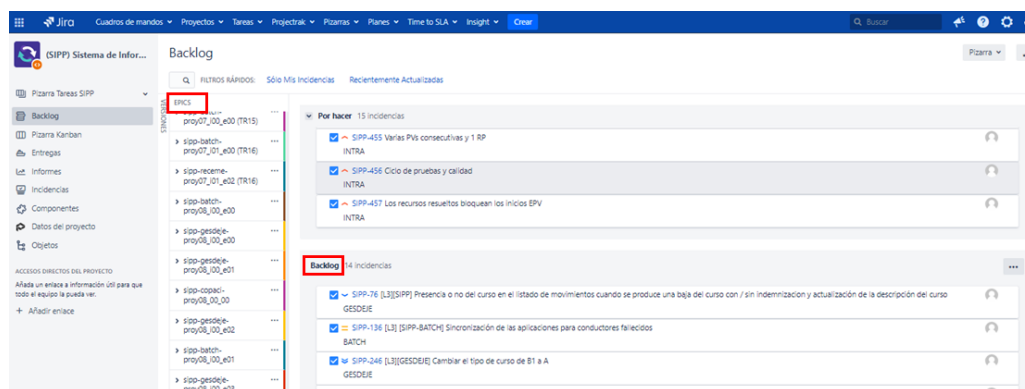 Jira Cuadros de mandos Proyectos Tareas Projectrak Pizarras Planes Time to SLA Insight Crear Buscar
(SIPP) Sistema de Infor...
Pizarra Tareas SIPP
Backlog
Pizarra Kanban
Entregas
Informes
Incidencias
Componentes
Datos del proyecto
Objetos
ACCESOS DIRECTOS DEL PROYECTO
Añada un enlace a información útil para que
todo el equipo la pueda ver.
+ Añadir enlace
Backlog
Pizarra
FILTROS RÁPIDOS: Sólo Mis Incidencias Recientemente Actualizadas
VERSIONES
EPICS
proy07_i00_e00 (TR15)
sipp-batch-
proy07_i01_e00 (TR16)
sipp-receme-
proy07_i01_e02 (TR16)
sipp-batch-
proy08_i00_e00
sipp-gesdeje-
proy08_i00_e00
sipp-gesdeje-
proy08_i00_e01
sipp-copaci-
proy08_00_00
sipp-gesdeje-
proy08_i00_e02
sipp-batch-
proy08_i00_e01
sipp-gesdeje-
Por hacer 15 incidencias
SIPP-455 Varias PVs consecutivas y 1 RP
INTRA
SIPP-456 Ciclo de pruebas y calidad
INTRA
SIPP-457 Los recursos resueltos bloquean los inicios EPV
INTRA
Backlog 14 incidencias
SIPP-76 [L3][SIPP] Presencia o no del curso en el listado de movimientos cuando se produce una baja del curso con / sin indemnizacion y actualización de la descripción del curso
GESDEJE
SIPP-136 [L3] [SIPP-BATCH] Sincronización de las aplicaciones para conductores fallecidos
BATCH
SIPP-246 [L3][GESDEJE] Cambiar el tipo de curso de B1 a A
GESDEJE